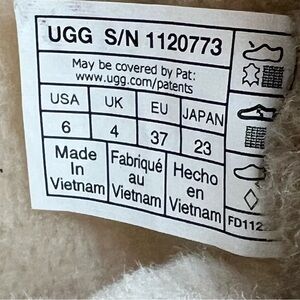 UGG S/N 1120773
May be covered by Pat:
www.ugg.com/patents
USA UK EU JAPAN
6 4 37 23
Made In Vietnam
Fabriqué au Vietnam
Hecho en Vietnam
FD112